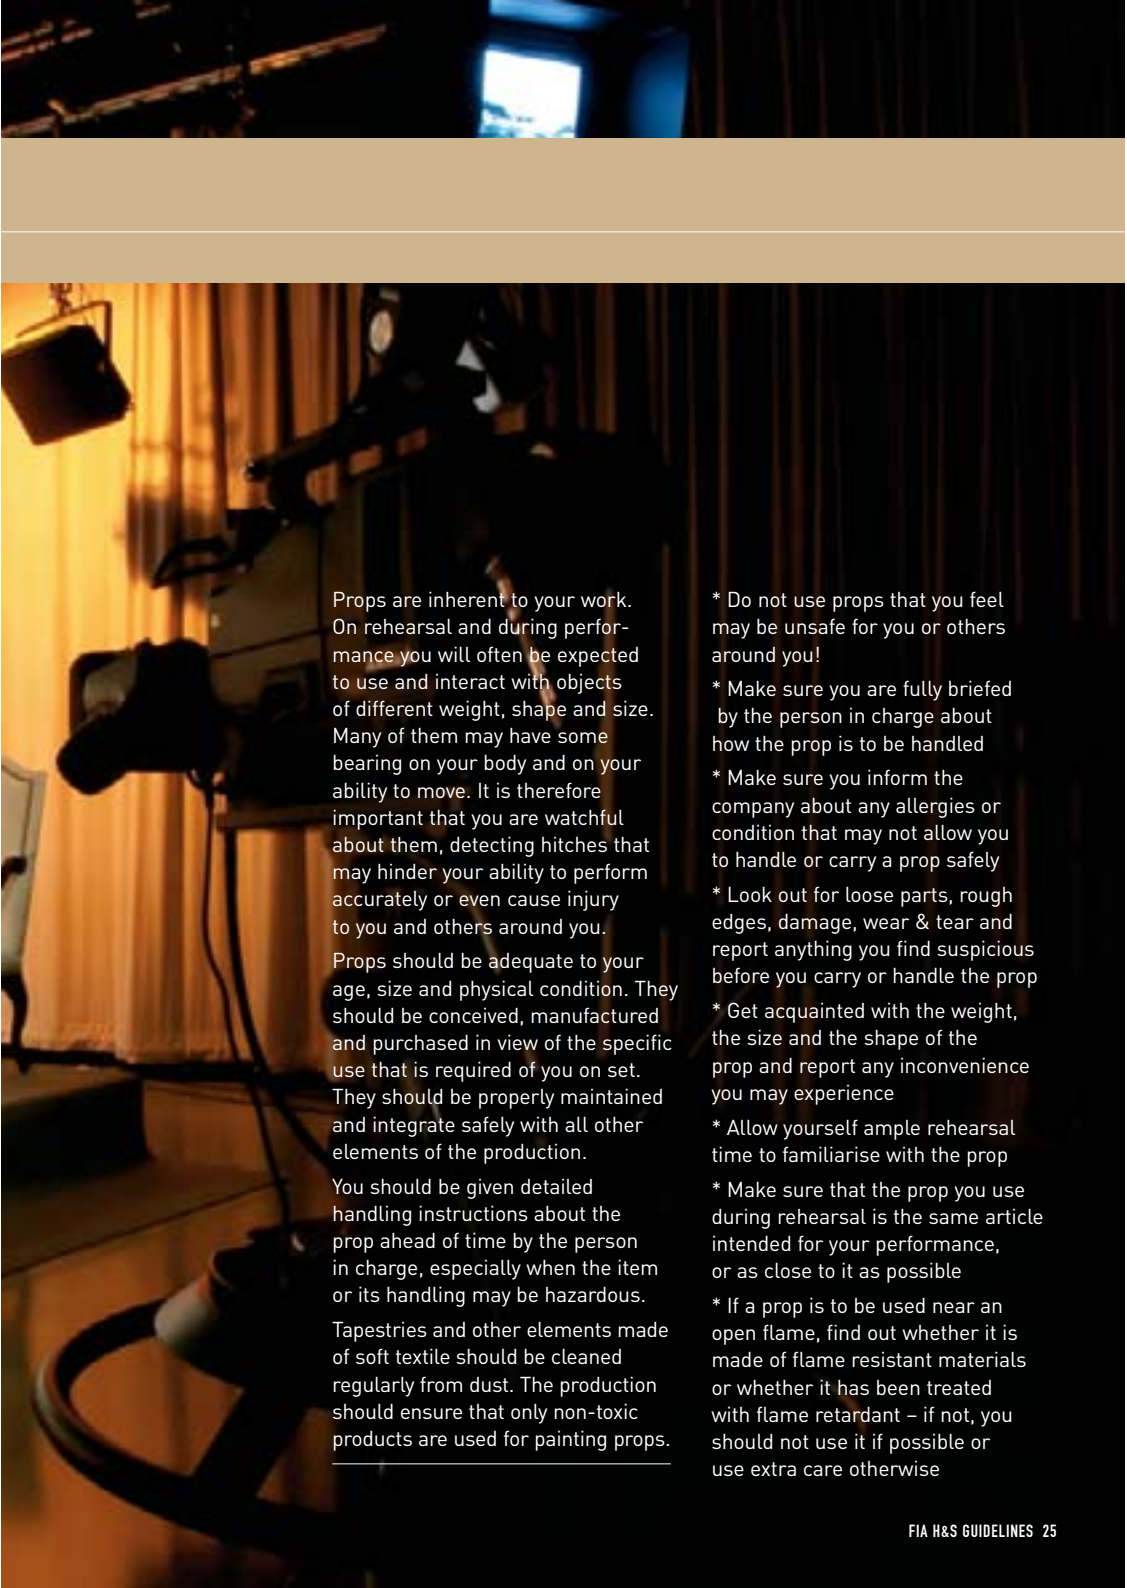 Props are inherent to your work.
On rehearsal and during perfor-
mance you will often be expected
to use and interact with objects
of different weight, shape and size.
Many of them may have some
bearing on your body and on your
ability to move. It is therefore
important that you are watchful
about them, detecting hitches that
may hinder your ability to perform
accurately or even cause injury
to you and others around you.
Props should be adequate to your
age, size and physical condition. They
should be conceived, manufactured
and purchased in view of the specific
use that is required of you on set.
They should be properly maintained
and integrate safely with all other
elements of the production.
You should be given detailed
handling instructions about the
prop ahead of time by the person
in charge, especially when the item
or its handling may be hazardous.
Tapestries and other elements made
of soft textile should be cleaned
regularly from dust. The production
should ensure that only non-toxic
products are used for painting props.
* Do not use props that you feel
may be unsafe for you or others
around you!
* Make sure you are fully briefed
by the person in charge about
how the prop is to be handled
* Make sure you inform the
company about any allergies or
condition that may not allow you
to handle or carry a prop safely
* Look out for loose parts, rough
edges, damage, wear & tear and
report anything you find suspicious
before you carry or handle the prop
* Get acquainted with the weight,
the size and the shape of the
prop and report any inconvenience
you may experience
* Allow yourself ample rehearsal
time to familiarise with the prop
* Make sure that the prop you use
during rehearsal is the same article
intended for your performance,
or as close to it as possible
* If a prop is to be used near an
open flame, find out whether it is
made of flame resistant materials
or whether it has been treated
with flame retardant – if not, you
should not use it if possible or
use extra care otherwise
FIA H&S GUIDELINES 25